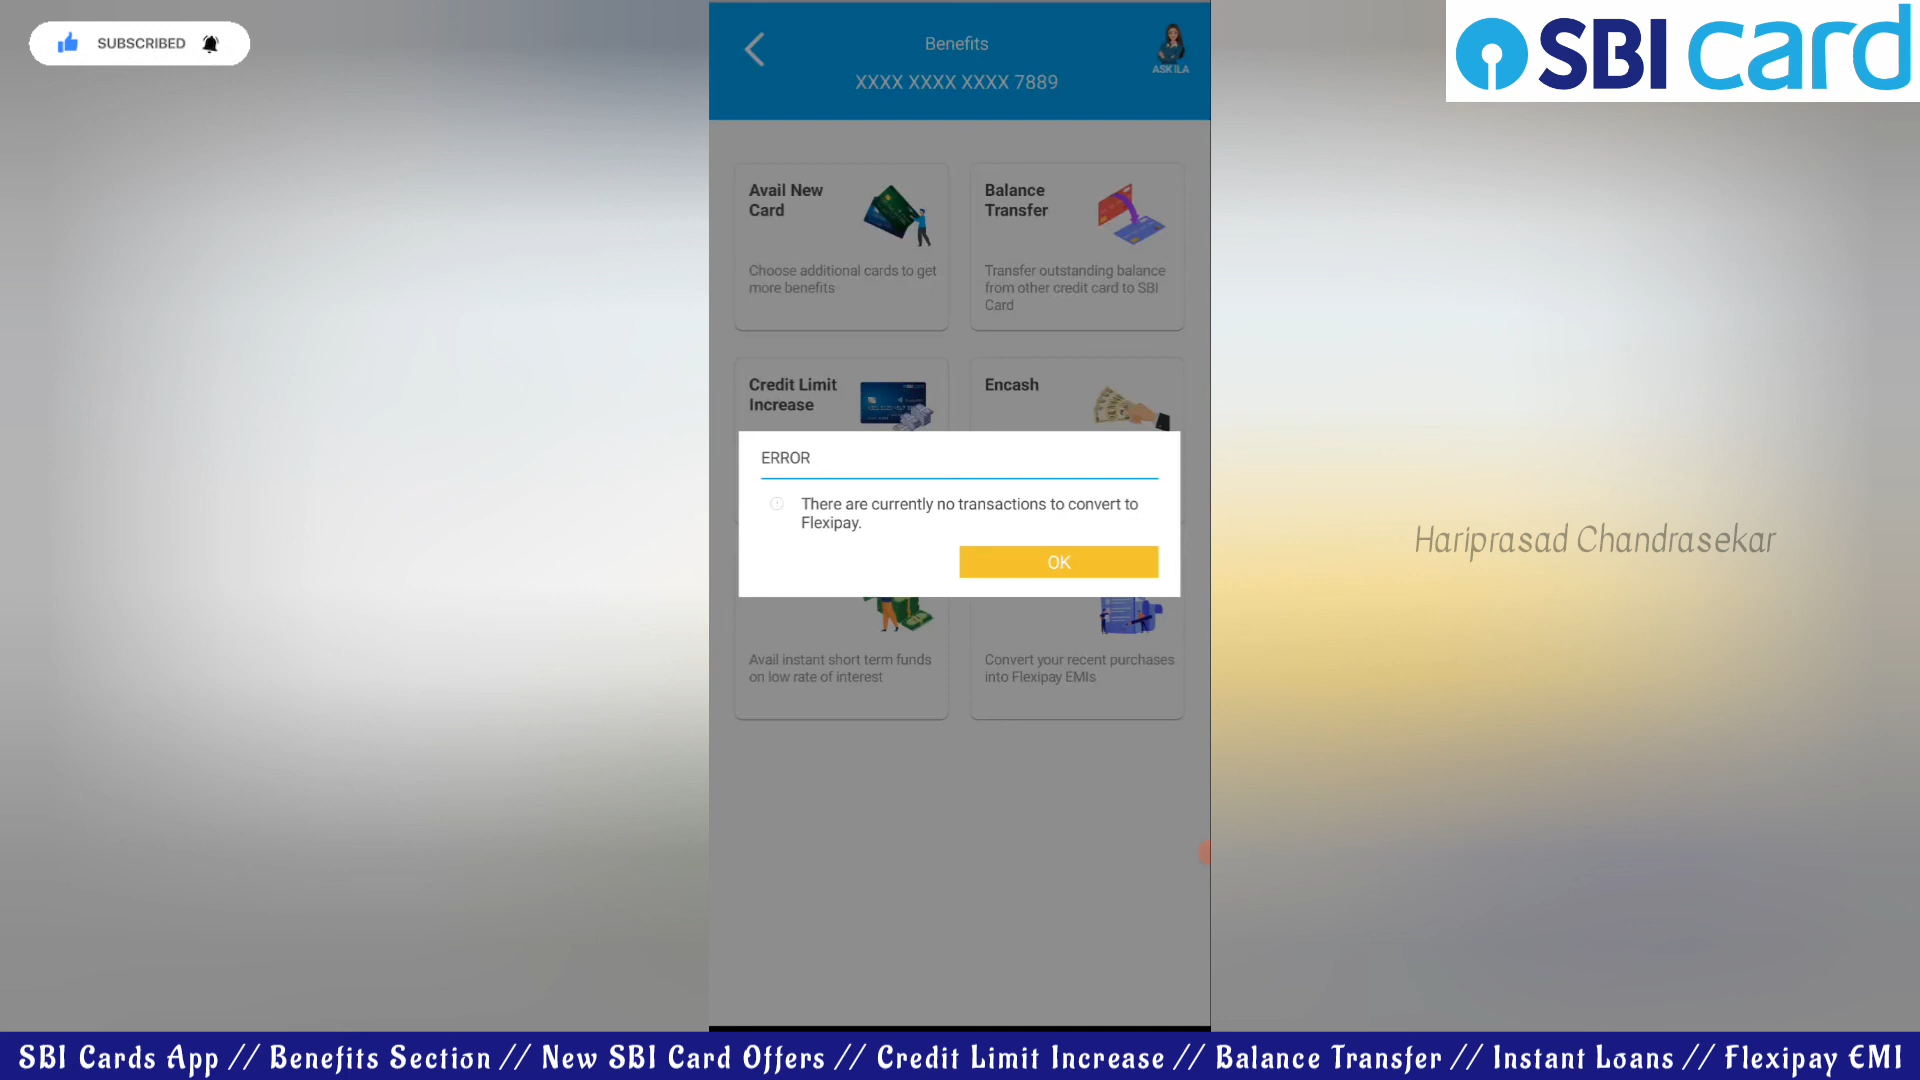 SUBSCRIBED
Benefits
XXXX XXXX XXXX 7889
ASK ILA
SBI card
Avail New
Card
Choose additional cards to get
more benefits
Balance
Transfer
Transfer outstanding balance
from other credit card to SBI
Card
Credit Limit
Increase
Encash
ERROR
There are currently no transactions to convert to
Flexipay.
OK
Avail instant short term funds
on low rate of interest
Convert your recent purchases
into Flexipay EMIs
Hariprasad Chandrasekar
SBI Cards App // Benefits Section // New SBI Card Offers // Credit Limit Increase // Balance Transfer // Instant Loans // Flexipay EMI